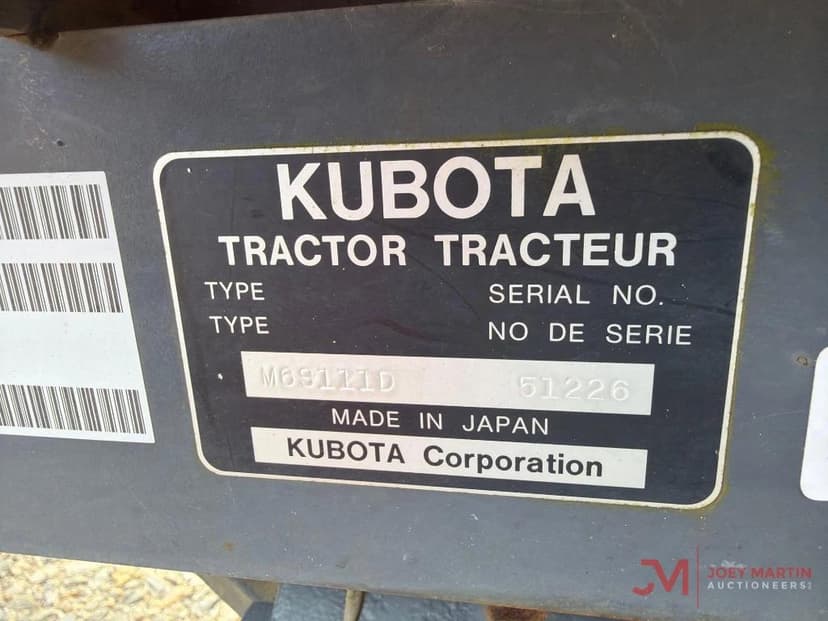 KUBOTA
TRACTOR TRACTEUR
TYPE SERIAL NO.
TYPE NO DE SERIE
M6S111D 51226
MADE IN JAPAN
KUBOTA Corporation
JM JOEY MARTIN
AUCTIONEERS